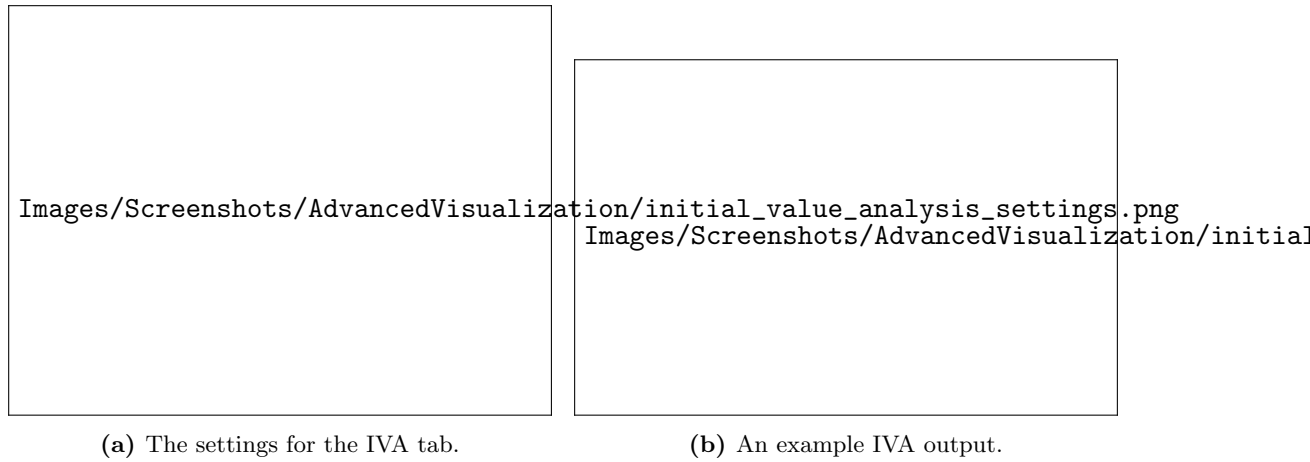 Images/Screenshots/AdvancedVisualization/initial_value_analysis_settings.png
Images/Screenshots/AdvancedVisualization/initial
(a) The settings for the IVA tab.
(b) An example IVA output.